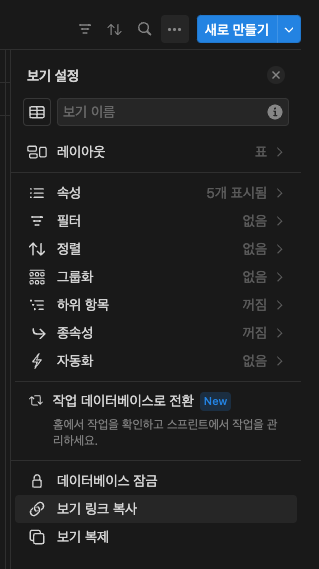 새로 만들기
보기 설정
보기 이름
레이아웃 표
속성 5개 표시됨
필터 없음
정렬 없음
그룹화 없음
하위 항목 꺼짐
종속성 꺼짐
자동화 없음
작업 데이터베이스로 전환 New
홈에서 작업을 확인하고 스프린트에서 작업을 관
리하세요.
데이터베이스 잠금
보기 링크 복사
보기 복제